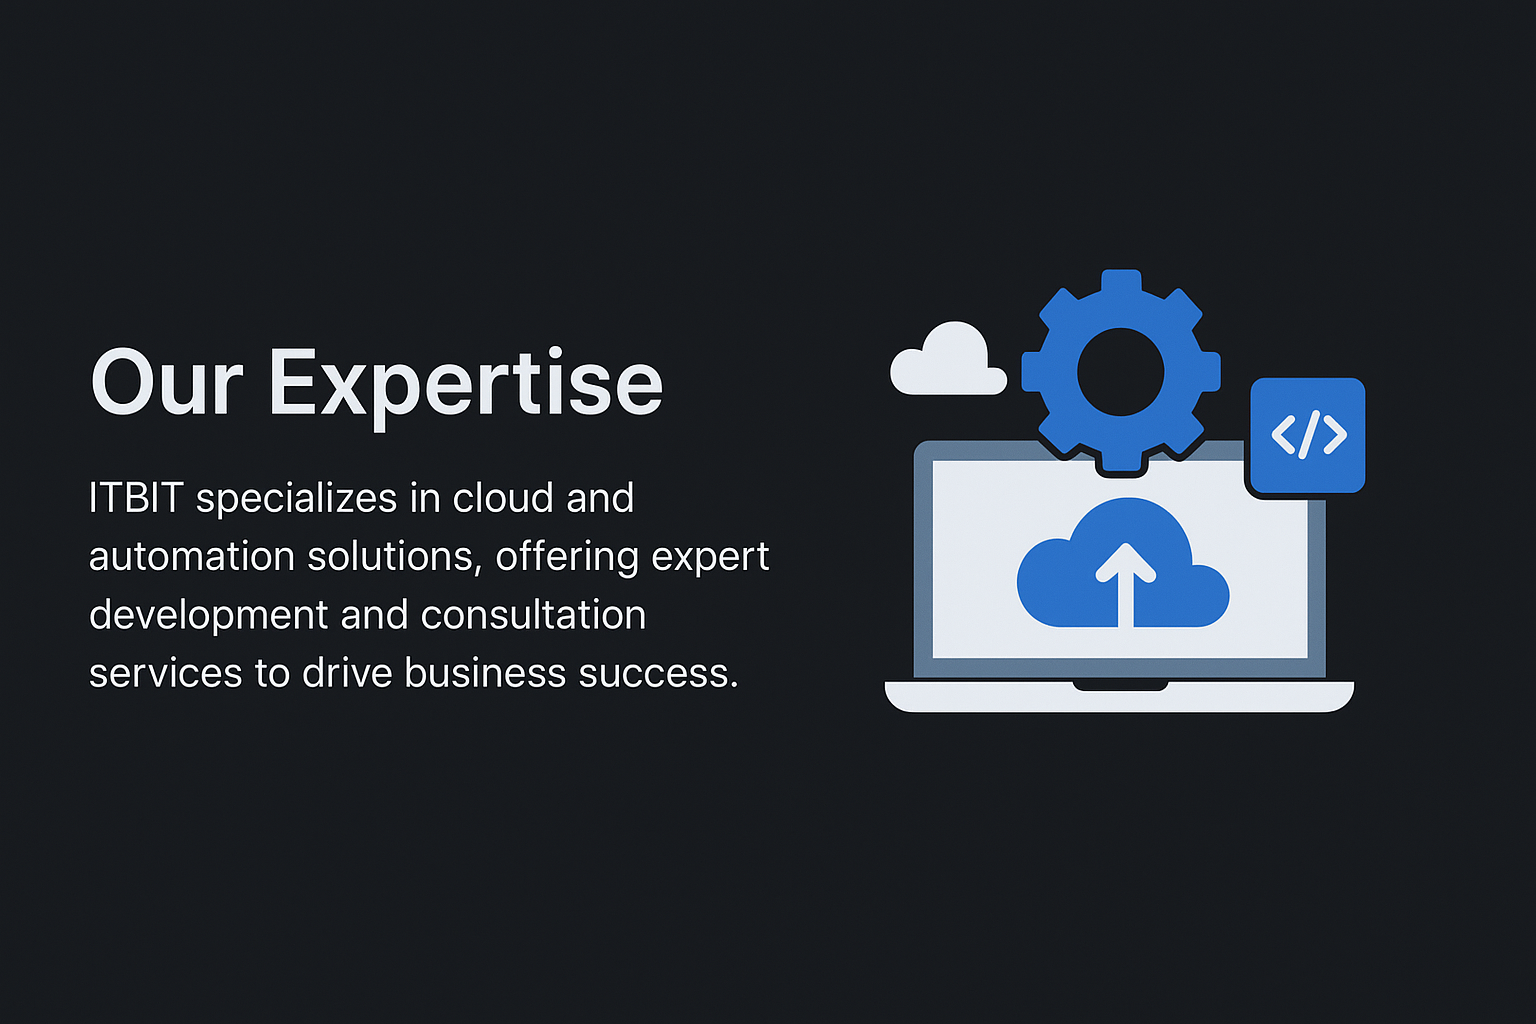 Our Expertise
ITBIT specializes in cloud and
automation solutions, offering expert
development and consultation
services to drive business success.
</>